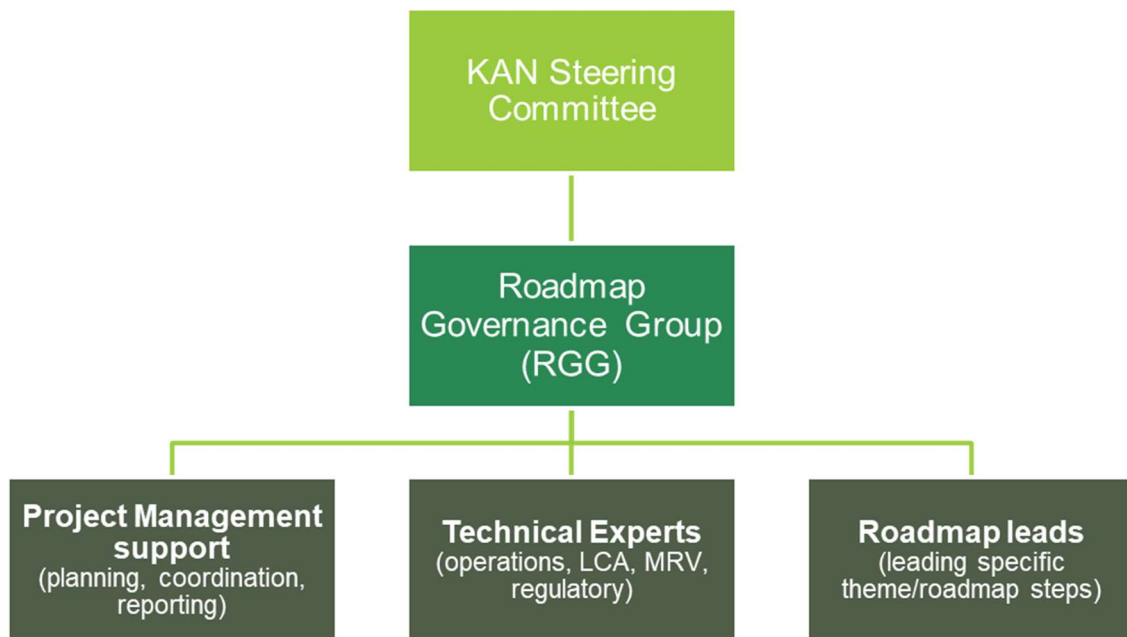 KAN Steering
Committee
Roadmap
Governance Group
(RGG)
Project Management
support
(planning, coordination,
reporting)
Technical Experts
(operations, LCA, MRV,
regulatory)
Roadmap leads
(leading specific
theme/roadmap steps)